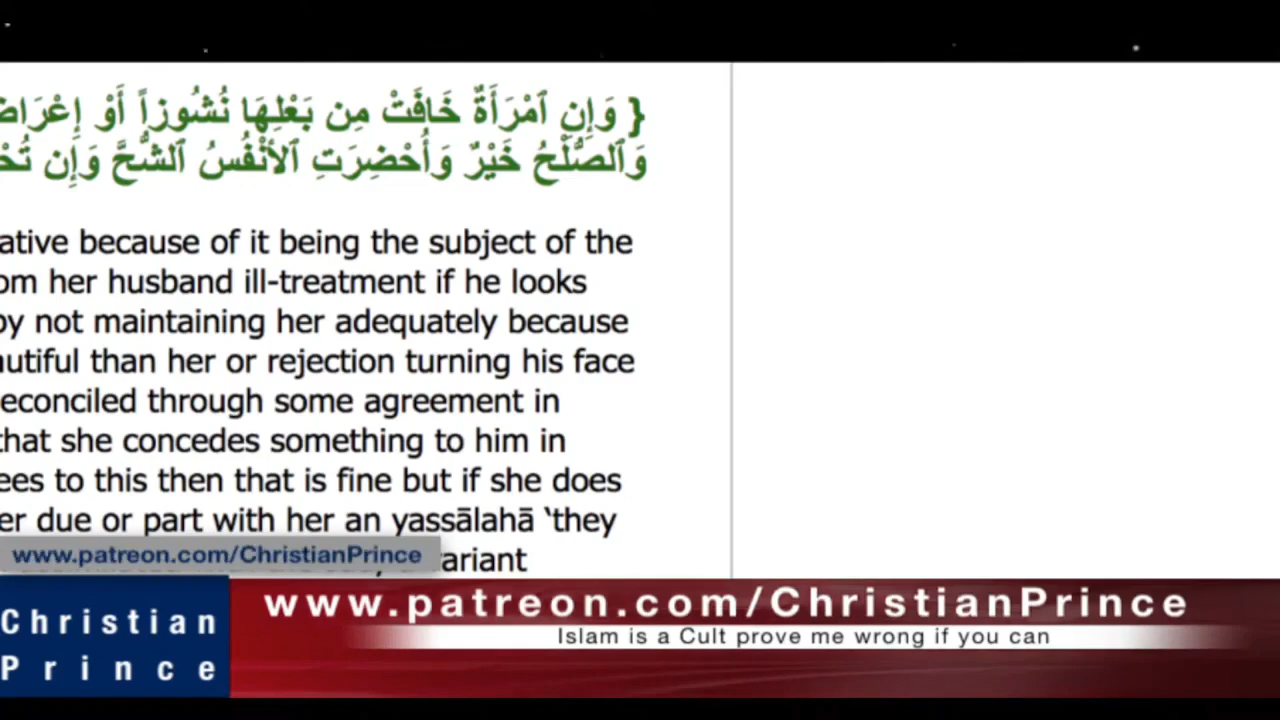 { وَإِنِ ٱمْرَأَةٌ خَافَتْ مِن بَعْلِهَا نُشُوزاً أَوْ
وَٱلصُّلْحُ خَيْرٌ وَأُحْضِرَتِ ٱلأنْفُسُ ٱلشُّحَّ وَإِن
ative because of it being the subject of the
om her husband ill-treatment if he looks
by not maintaining her adequately because
utiful than her or rejection turning his face
econciled through some agreement in
that she concedes something to him in
ees to this then that is fine but if she does
er due or part with her an yassālahā ‘they
ariant
www.patreon.com/ChristianPrince
Christian
Prince
www.patreon.com/ChristianPrince
Islam is a Cult prove me wrong if you can